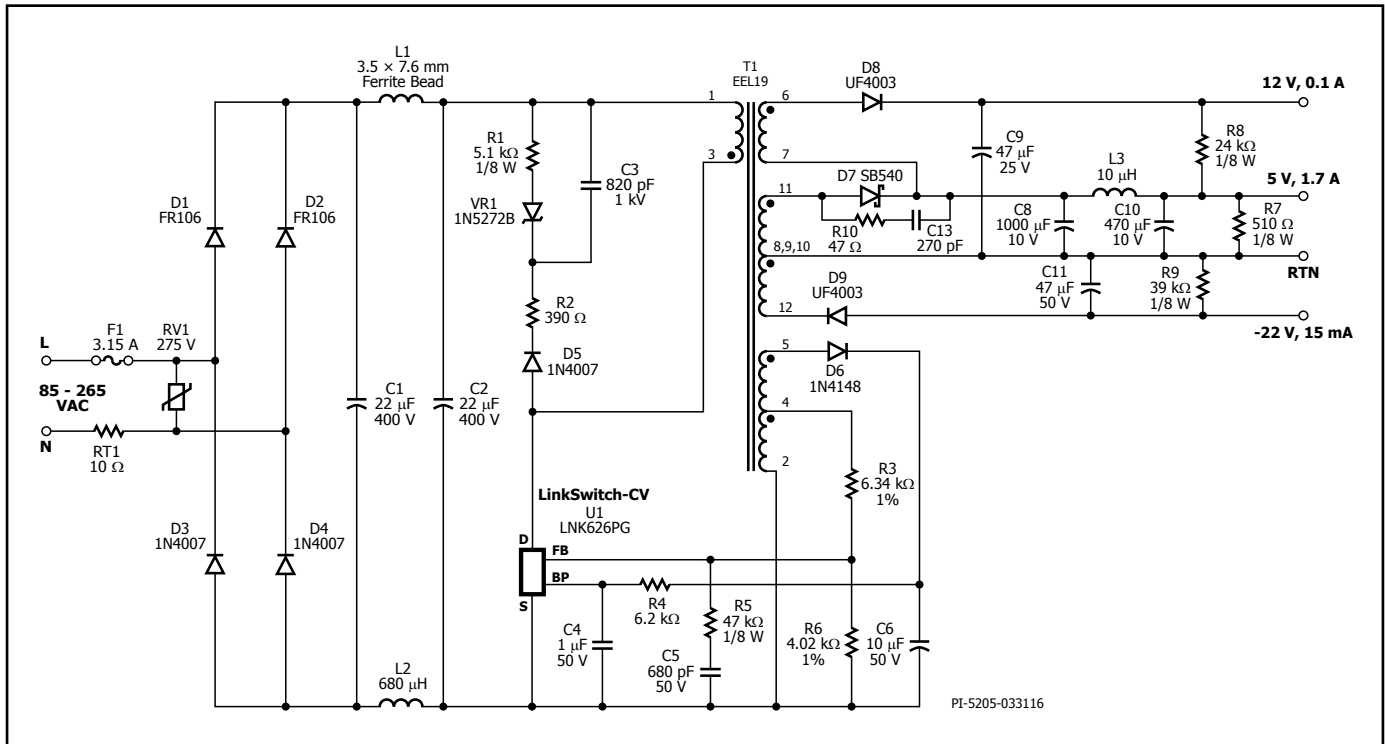 L1
3.5 × 7.6 mm
Ferrite Bead
T1
EEL19
D8
UF4003
12 V, 0.1 A
1
3
6
7
R1
5.1 kΩ
1/8 W
C3
820 pF
1 kV
VR1
1N5272B
C9
47 µF
25 V
R8
24 kΩ
1/8 W
L3
10 µH
5 V, 1.7 A
D1
FR106
D2
FR106
11
D7 SB540
R10
47 Ω
C13
270 pF
C8
1000 µF
10 V
C10
470 µF
10 V
R7
510 Ω
1/8 W
8,9,10
RTN
R2
390 Ω
D9
UF4003
12
C11
47 µF
50 V
R9
39 kΩ
1/8 W
-22 V, 15 mA
L
F1
3.15 A
RV1
275 V
85 - 265
VAC
N
RT1
10 Ω
C1
22 µF
400 V
C2
22 µF
400 V
D5
1N4007
5
D6
1N4148
4
2
R3
6.34 kΩ
1%
LinkSwitch-CV
U1
LNK626PG
D
FB
BP
S
D3
1N4007
D4
1N4007
R4
6.2 kΩ
R5
47 kΩ
1/8 W
C4
1 µF
50 V
C5
680 pF
50 V
R6
4.02 kΩ
1%
C6
10 µF
50 V
L2
680 µH
PI-5205-033116